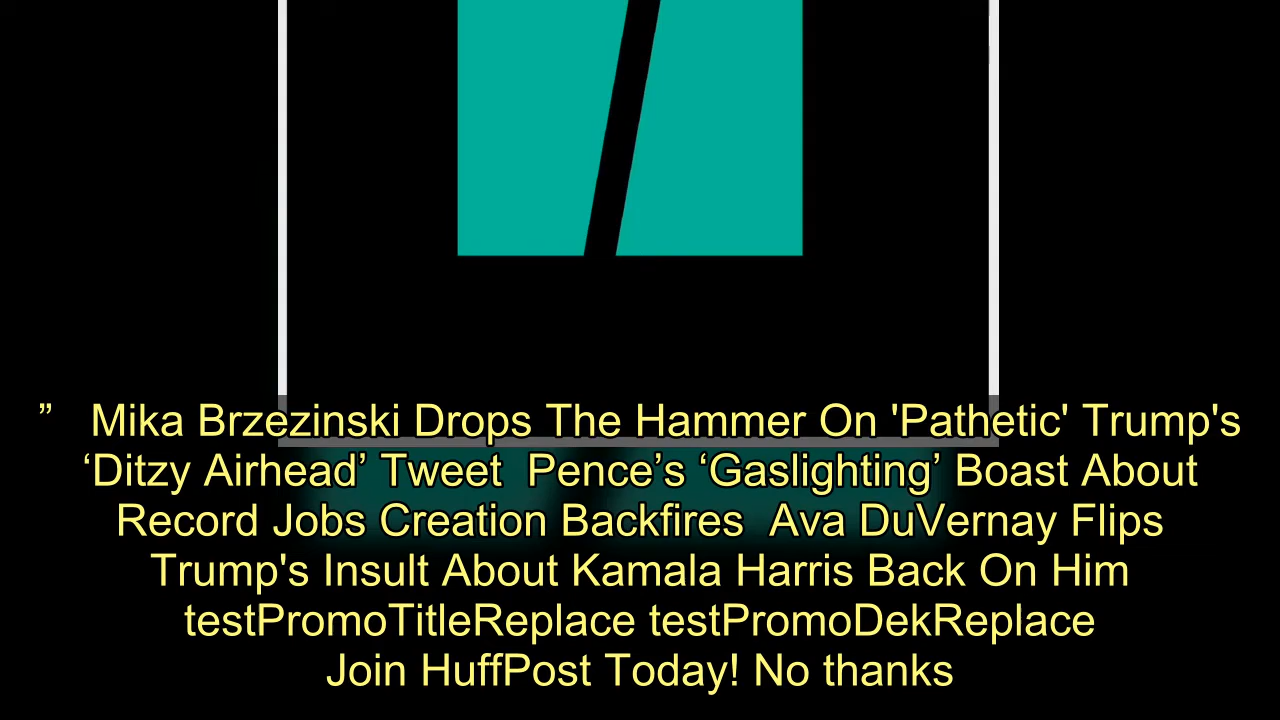 ”   Mika Brzezinski Drops The Hammer On 'Pathetic' Trump's
‘Ditzy Airhead’ Tweet  Pence’s ‘Gaslighting’ Boast About
Record Jobs Creation Backfires  Ava DuVernay Flips
Trump's Insult About Kamala Harris Back On Him
testPromoTitleReplace testPromoDekReplace
Join HuffPost Today! No thanks